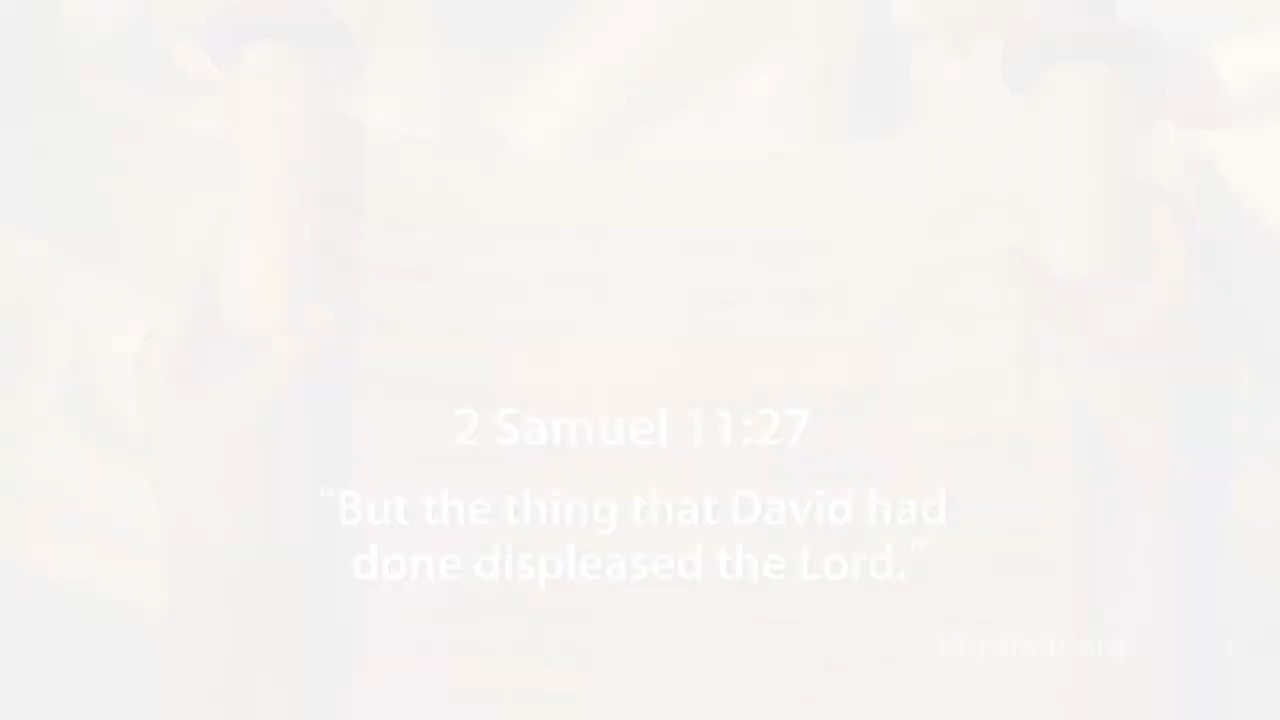 2 Samuel 11:27
“But the thing that David had
done displeased the Lord.”